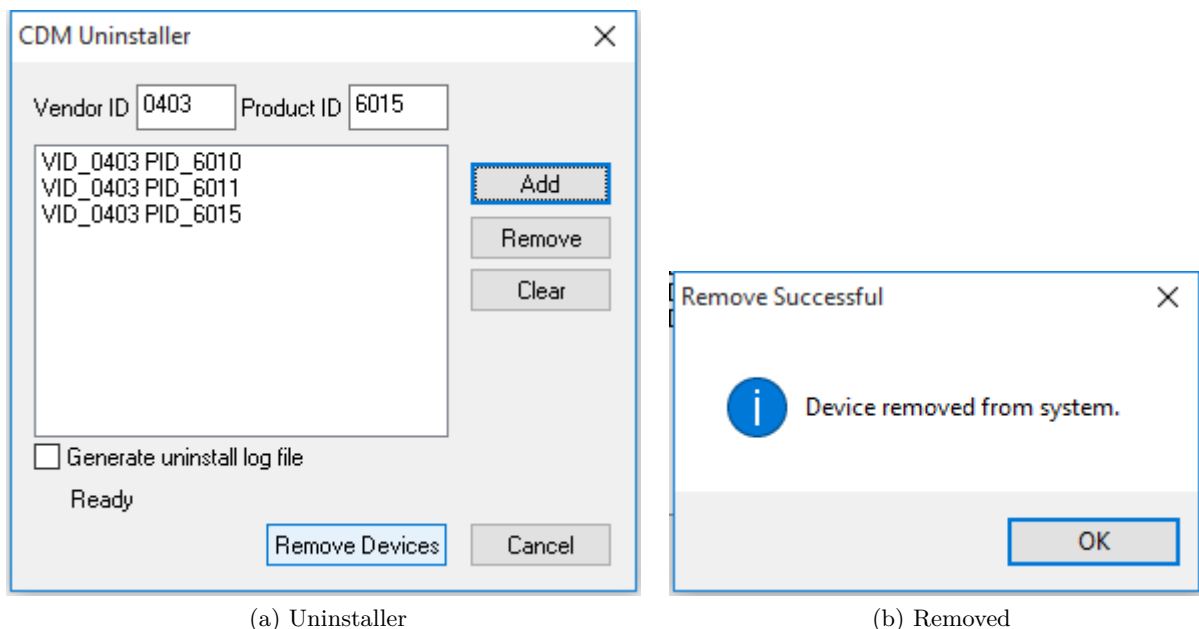 CDM Uninstaller
Vendor ID 0403 Product ID 6015
VID_0403 PID_6010
VID_0403 PID_6011
VID_0403 PID_6015
Add
Remove
Clear
Generate uninstall log file
Ready
Remove Devices Cancel
(a) Uninstaller
Remove Successful
Device removed from system.
OK
(b) Removed